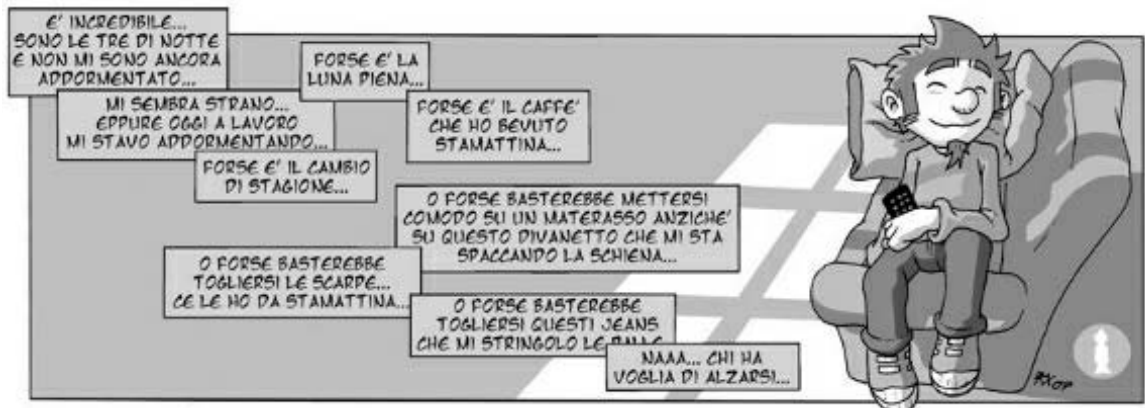 E' INCREDIBILE...
SONO LE TRE DI NOTTE
E NON MI SONO ANCORA
ADDORMENTATO...
MI SEMBRA STRANO...
EPPURE OGGI A LAVORO
MI STAVO ADDORMENTANDO...
FORSE E' IL CAMBIO
DI STAGIONE...
FORSE E' LA
LUNA PIENA...
FORSE E' IL CAFFE'
CHE HO BEVUTO
STAMATTINA...
O FORSE BASTEREBBE METTERSI
COMODO SU UN MATERASSO ANZICHE'
SU QUESTO DIVANETTO CHE MI STA
SPACCANDO LA SCHIENA...
O FORSE BASTEREBBE
TOGLIERSI LE SCARPE...
CE LE HO DA STAMATTINA...
O FORSE BASTEREBBE
TOGLIERSI QUESTI JEANS
CHE MI STRINGOLO LE PALLE
NAAA... CHI HA
VOGLIA DI ALZARSI...